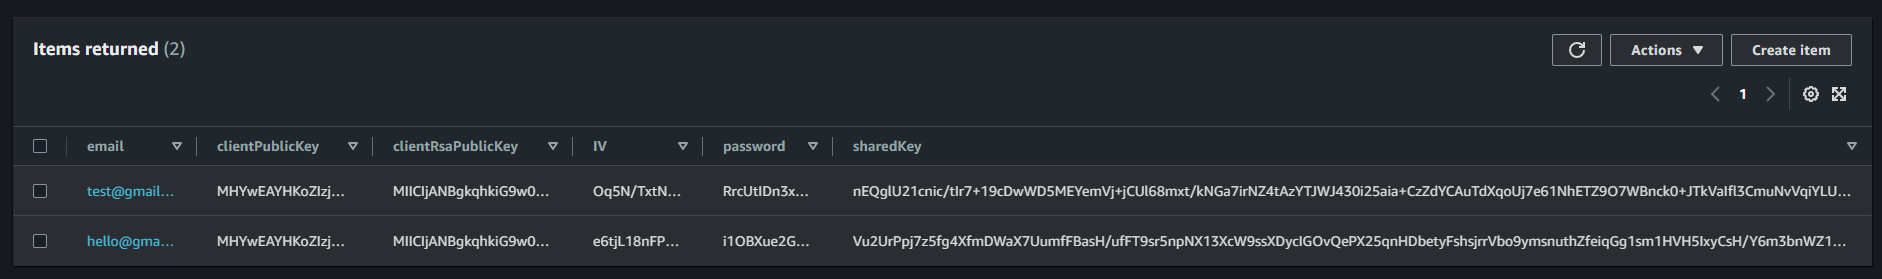 Items returned (2)
Actions
Create item
1
email clientPublicKey clientRsaPublicKey IV password sharedKey
test@gmail... MHYwEAYHKoZIzj... MIICIjANBgkqhkiG9w0... Oq5N/TxtN... RrcUtIDn3x... nEQglU21cnic/tIr7+19cDwWD5MEYemVj+jCUl68mxt/kNGa7irNZ4tAzYTJWJ430i25aia+CzZdYCAuTdXqoUj7e61NhETZ9O7WBnck0+JTkVaIfl3CmuNvVqiYLU...
hello@gma... MHYwEAYHKoZIzj... MIICIjANBgkqhkiG9w0... e6tjL18nFP... i1OBXue2G... Vu2UrPpj7z5fg4XfmDWaX7UumfFBasH/ufFT9sr5npNX13XcW9ssXDycIGOvQePX25qnHDbetyFshsjrrVbo9ymsnuthZfeiqGg1sm1HVH5IxyCsH/Y6m3bnWZ1...